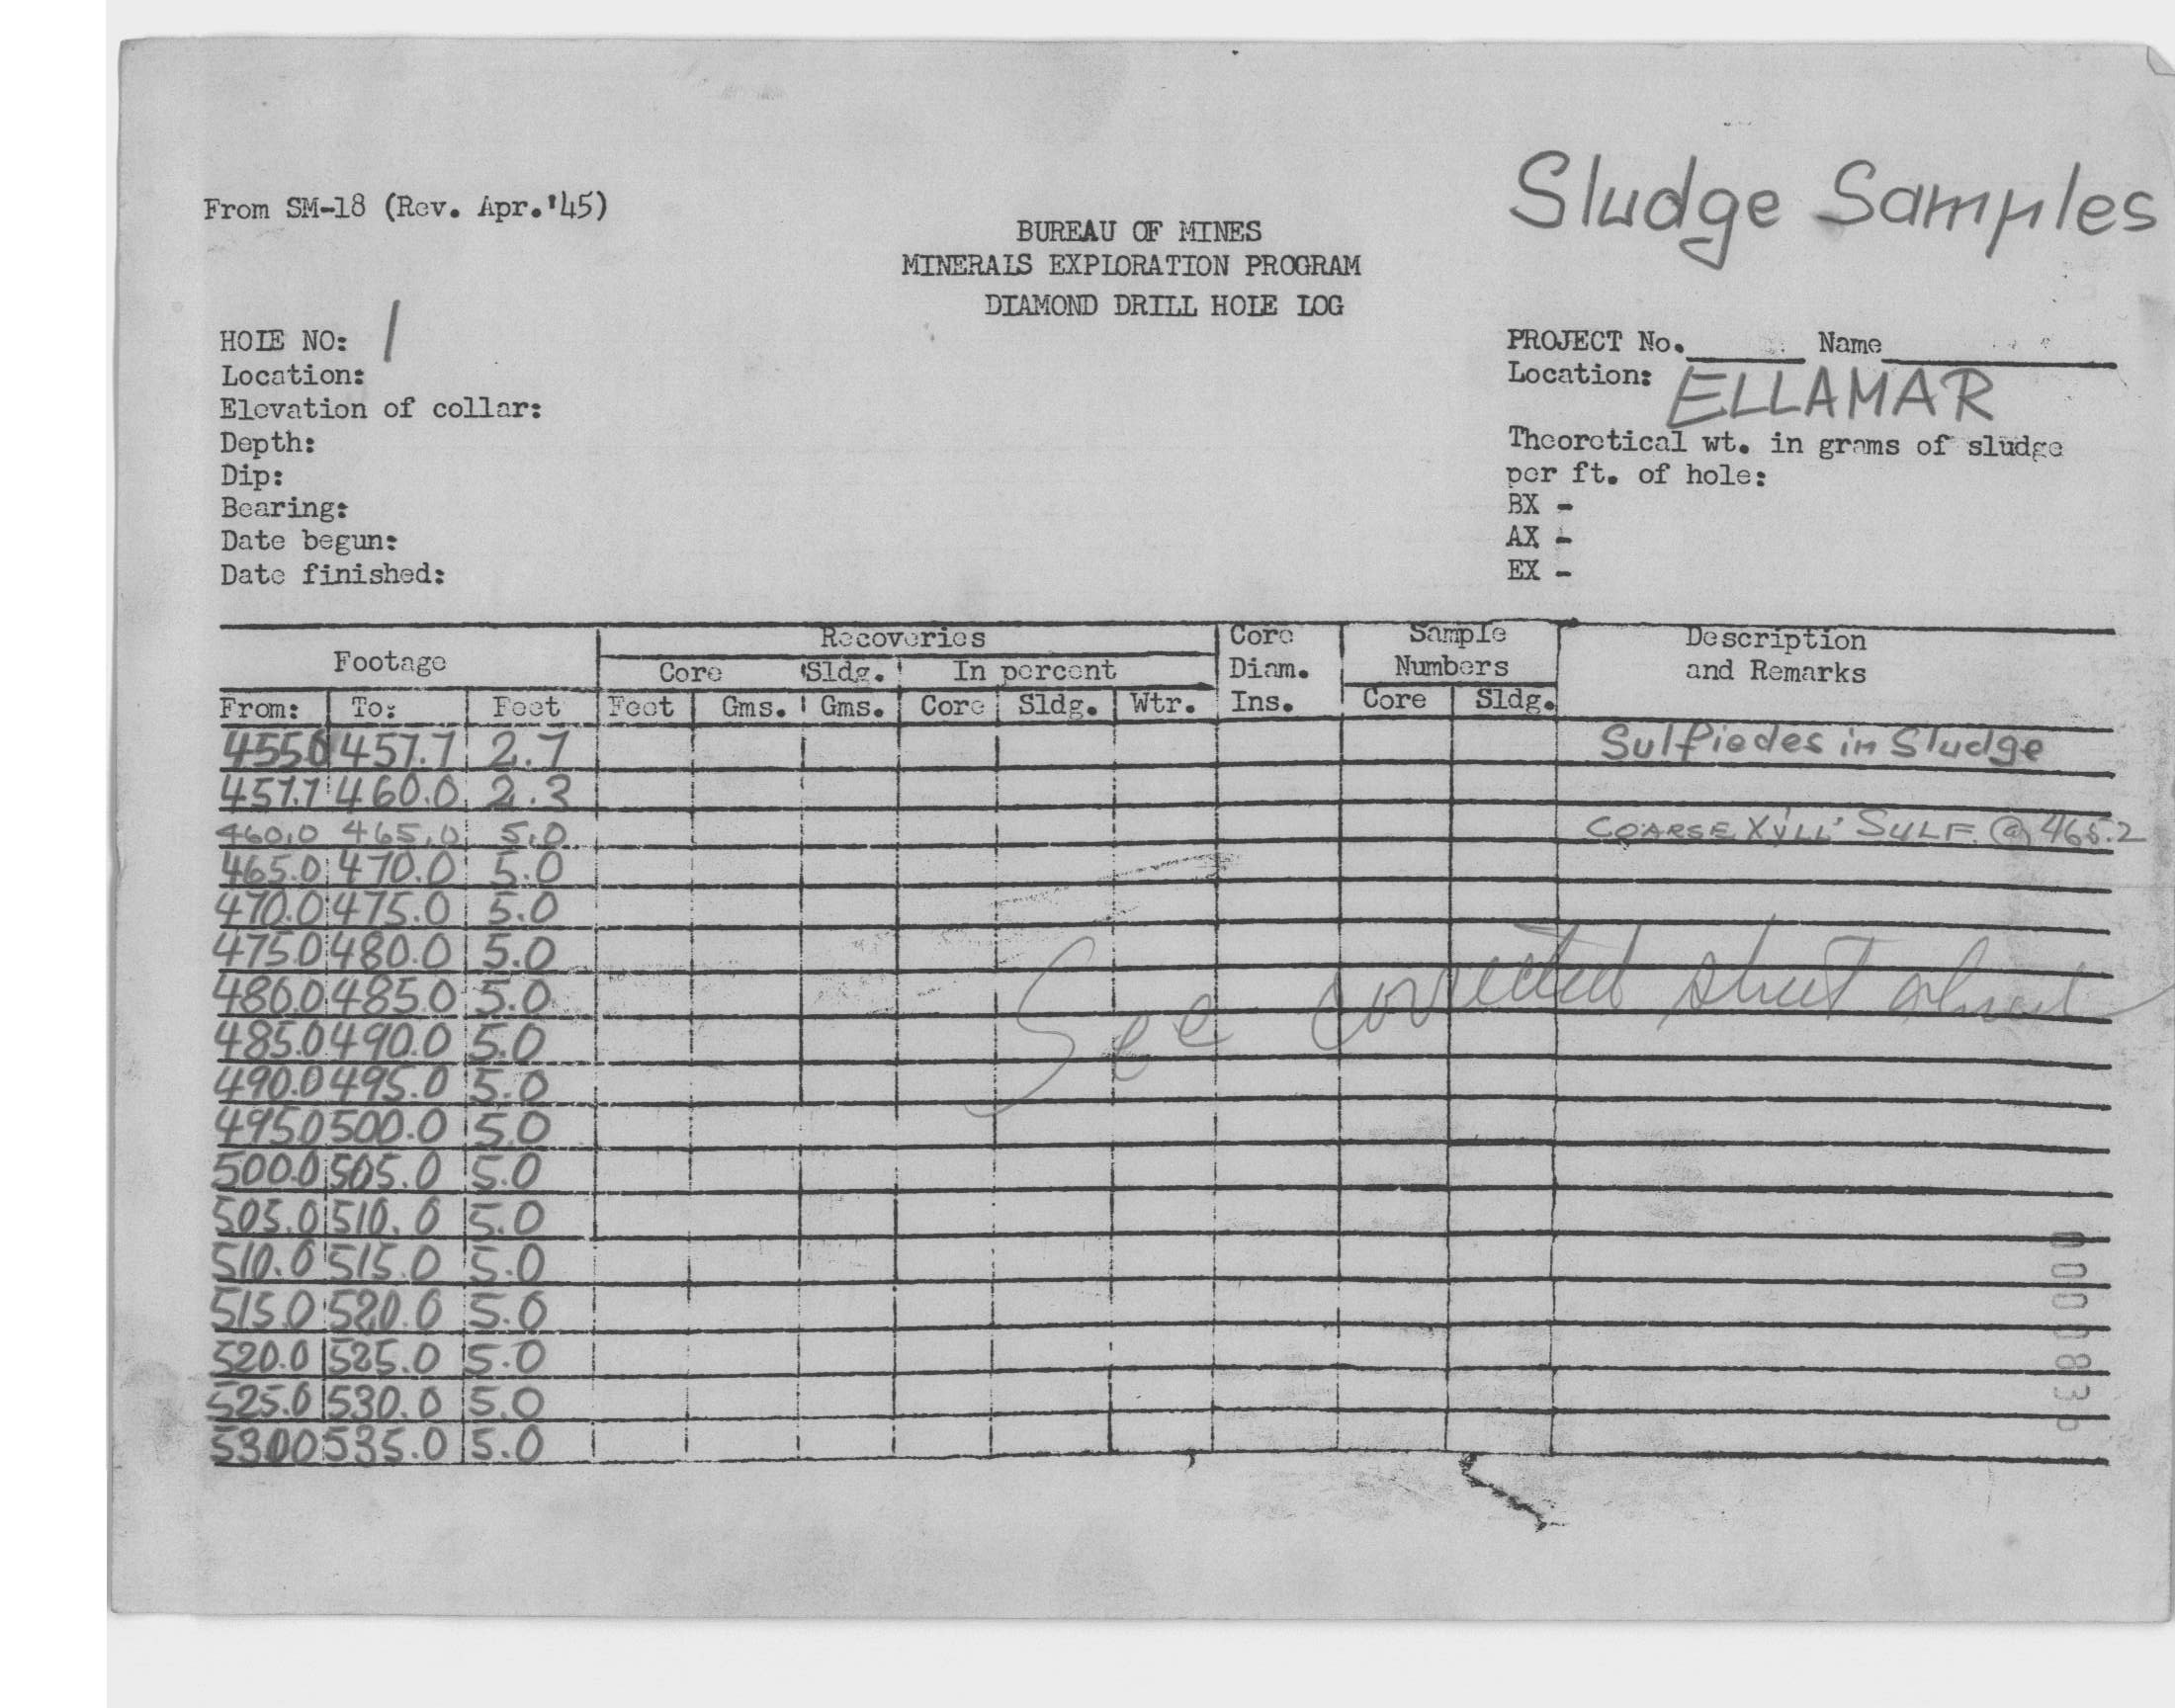 Sludge Samples
From SM-18 (Rev. Apr.'45)
BUREAU OF MINES
MINERALS EXPLORATION PROGRAM
DIAMOND DRILL HOLE LOG
HOLE NO: 1
Location:
Elevation of collar:
Depth:
Dip:
Bearing:
Date begun:
Date finished:
PROJECT No. Name
Location: ELLAMAR
Theoretical wt. in grams of sludge
per ft. of hole:
BX -
AX -
EX -
Footage Recoveries Core Diam. Ins. Sample Numbers Description and Remarks
Core Sldg. In percent
From: To: Feet Feet Gms. Gms. Core Sldg. Wtr. Core Sldg.
455.0 457.7 2.7 Sulfiedes in Sludge
457.7 460.0 2.3
460.0 465.0 5.0 COARSE XYLL' SULF. @ 465.2
465.0 470.0 5.0
470.0 475.0 5.0
475.0 480.0 5.0
480.0 485.0 5.0
See corrected sheet
485.0 490.0 5.0
490.0 495.0 5.0
495.0 500.0 5.0
500.0 505.0 5.0
505.0 510.0 5.0
510.0 515.0 5.0
515.0 520.0 5.0
520.0 525.0 5.0
525.0 530.0 5.0
530.0 535.0 5.0